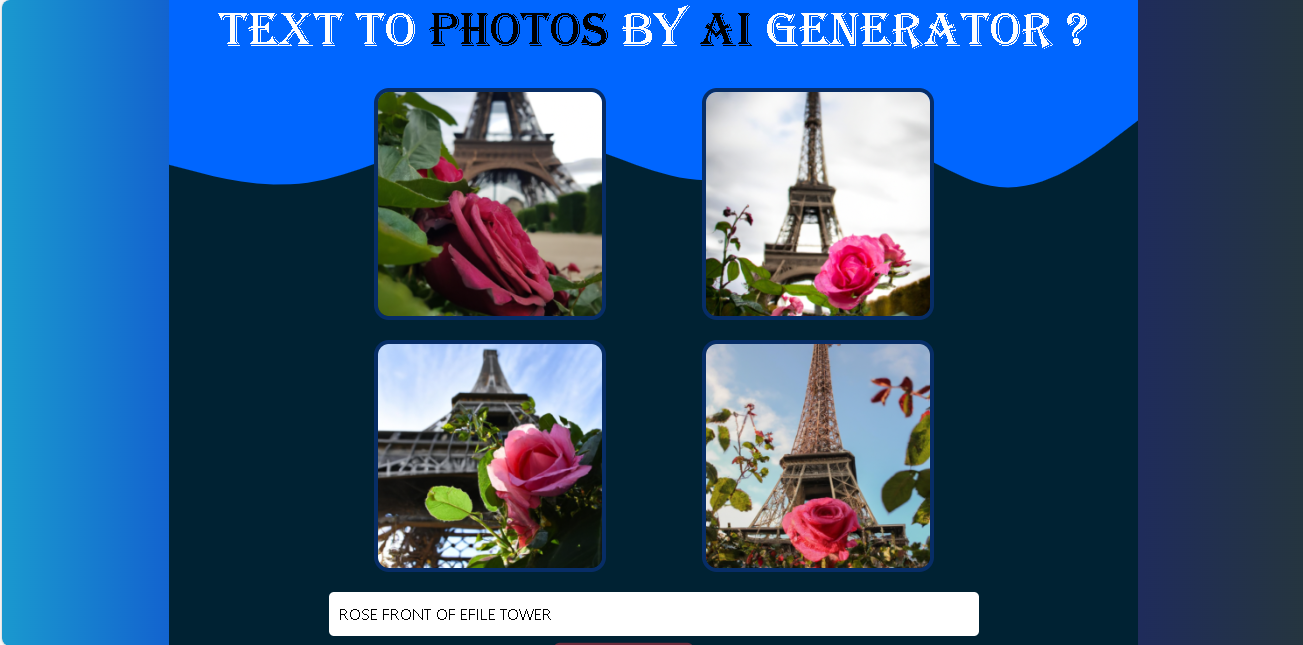 TEXT TO PHOTOS BY AI GENERATOR ?
ROSE FRONT OF EFILE TOWER